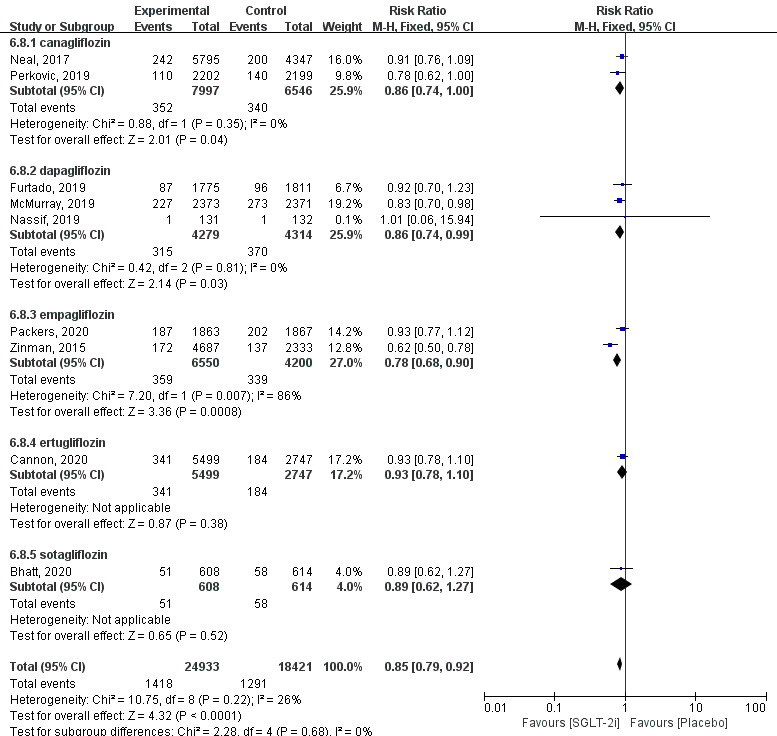 Experimental Control Risk Ratio Risk Ratio
Study or Subgroup Events Total Events Total Weight M-H, Fixed, 95% CI M-H, Fixed, 95% CI
6.8.1 canagliflozin
Neal, 2017 242 5795 200 4347 16.0% 0.91 [0.76, 1.09]
Perkovic, 2019 110 2202 140 2199 9.8% 0.78 [0.62, 1.00]
Subtotal (95% CI) 7997 6546 25.9% 0.86 [0.74, 1.00]
Total events 352 340
Heterogeneity: Chi² = 0.88, df = 1 (P = 0.35); I² = 0%
Test for overall effect: Z = 2.01 (P = 0.04)
6.8.2 dapagliflozin
Furtado, 2019 87 1775 96 1811 6.7% 0.92 [0.70, 1.23]
McMurray, 2019 227 2373 273 2371 19.2% 0.83 [0.70, 0.98]
Nassif, 2019 1 131 1 132 0.1% 1.01 [0.06, 15.94]
Subtotal (95% CI) 4279 4314 25.9% 0.86 [0.74, 0.99]
Total events 315 370
Heterogeneity: Chi² = 0.42, df = 2 (P = 0.81); I² = 0%
Test for overall effect: Z = 2.14 (P = 0.03)
6.8.3 empagliflozin
Packers, 2020 187 1863 202 1867 14.2% 0.93 [0.77, 1.12]
Zinman, 2015 172 4687 137 2333 12.8% 0.62 [0.50, 0.78]
Subtotal (95% CI) 6550 4200 27.0% 0.78 [0.68, 0.90]
Total events 359 339
Heterogeneity: Chi² = 7.20, df = 1 (P = 0.007); I² = 86%
Test for overall effect: Z = 3.36 (P = 0.0008)
6.8.4 ertugliflozin
Cannon, 2020 341 5499 184 2747 17.2% 0.93 [0.78, 1.10]
Subtotal (95% CI) 5499 2747 17.2% 0.93 [0.78, 1.10]
Total events 341 184
Heterogeneity: Not applicable
Test for overall effect: Z = 0.87 (P = 0.38)
6.8.5 sotagliflozin
Bhatt, 2020 51 608 58 614 4.0% 0.89 [0.62, 1.27]
Subtotal (95% CI) 608 614 4.0% 0.89 [0.62, 1.27]
Total events 51 58
Heterogeneity: Not applicable
Test for overall effect: Z = 0.65 (P = 0.52)
Total (95% CI) 24933 18421 100.0% 0.85 [0.79, 0.92]
Total events 1418 1291
Heterogeneity: Chi² = 10.75, df = 8 (P = 0.22); I² = 26%
Test for overall effect: Z = 4.32 (P < 0.0001)
Test for subgroup differences: Chi² = 2.28, df = 4 (P = 0.68), I² = 0%
0.01 0.1 1 10 100
Favours [SGLT-2i] Favours [Placebo]